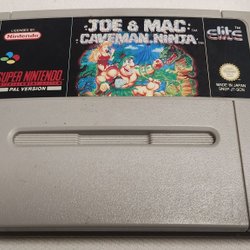 LICENSED BY
Nintendo
JOE & MAC
CAVEMAN NINJA
elite
SUPER NINTENDO
ENTERTAINMENT SYSTEM
PAL VERSION
MADE IN JAPAN